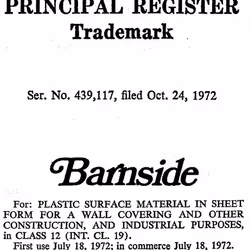 PRINCIPAL REGISTER
Trademark
Ser. No. 439,117, filed Oct. 24, 1972
Barnside
For: PLASTIC SURFACE MATERIAL IN SHEET
FORM FOR A WALL COVERING AND OTHER
CONSTRUCTION, AND INDUSTRIAL PURPOSES,
in CLASS 12 (INT. CL. 19).
First use July 18, 1972; in commerce July 18, 1972.